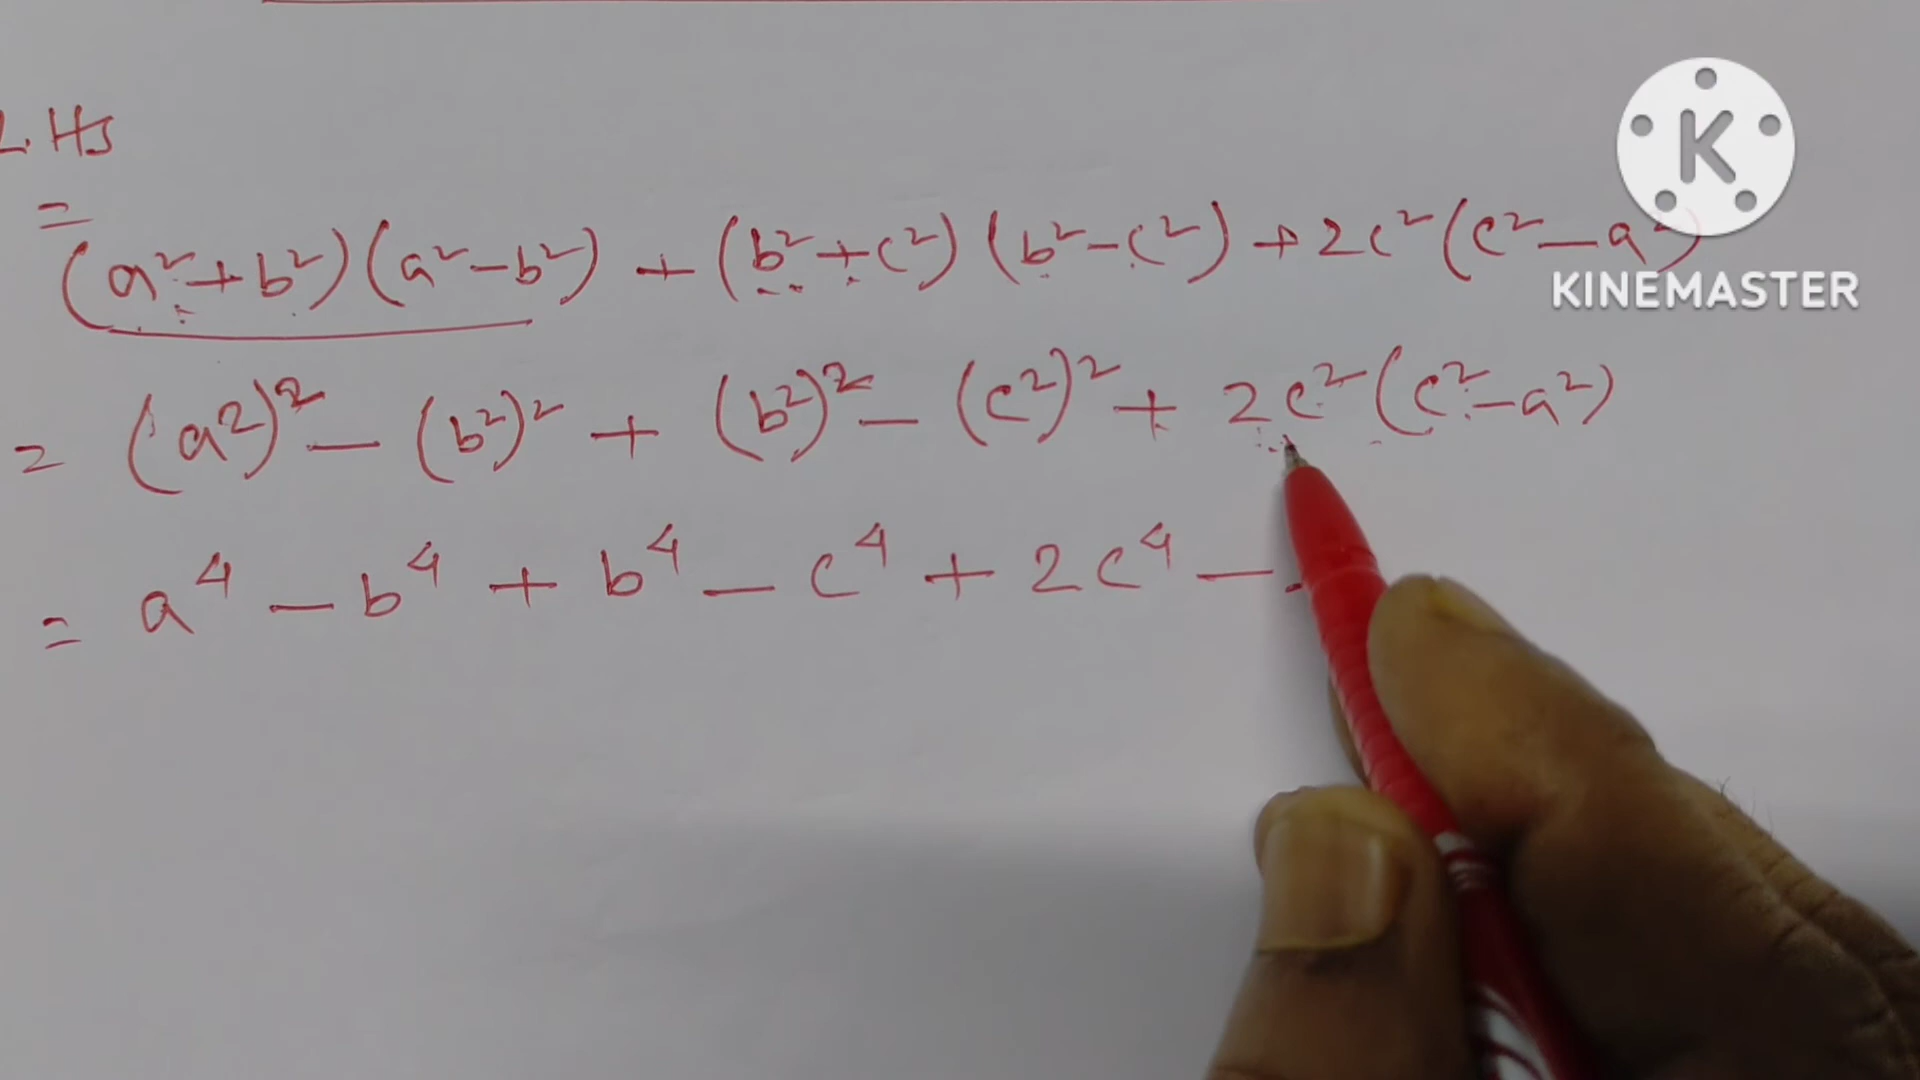 L.HS
=
(a²+b²)(a²-b²) + (b²+c²)(b²-c²) + 2c²(c²-a²)
KINEMASTER
= (a²)² - (b²)² + (b²)² - (c²)² + 2c²(c²-a²)
= a⁴ - b⁴ + b⁴ - c⁴ + 2c⁴ -